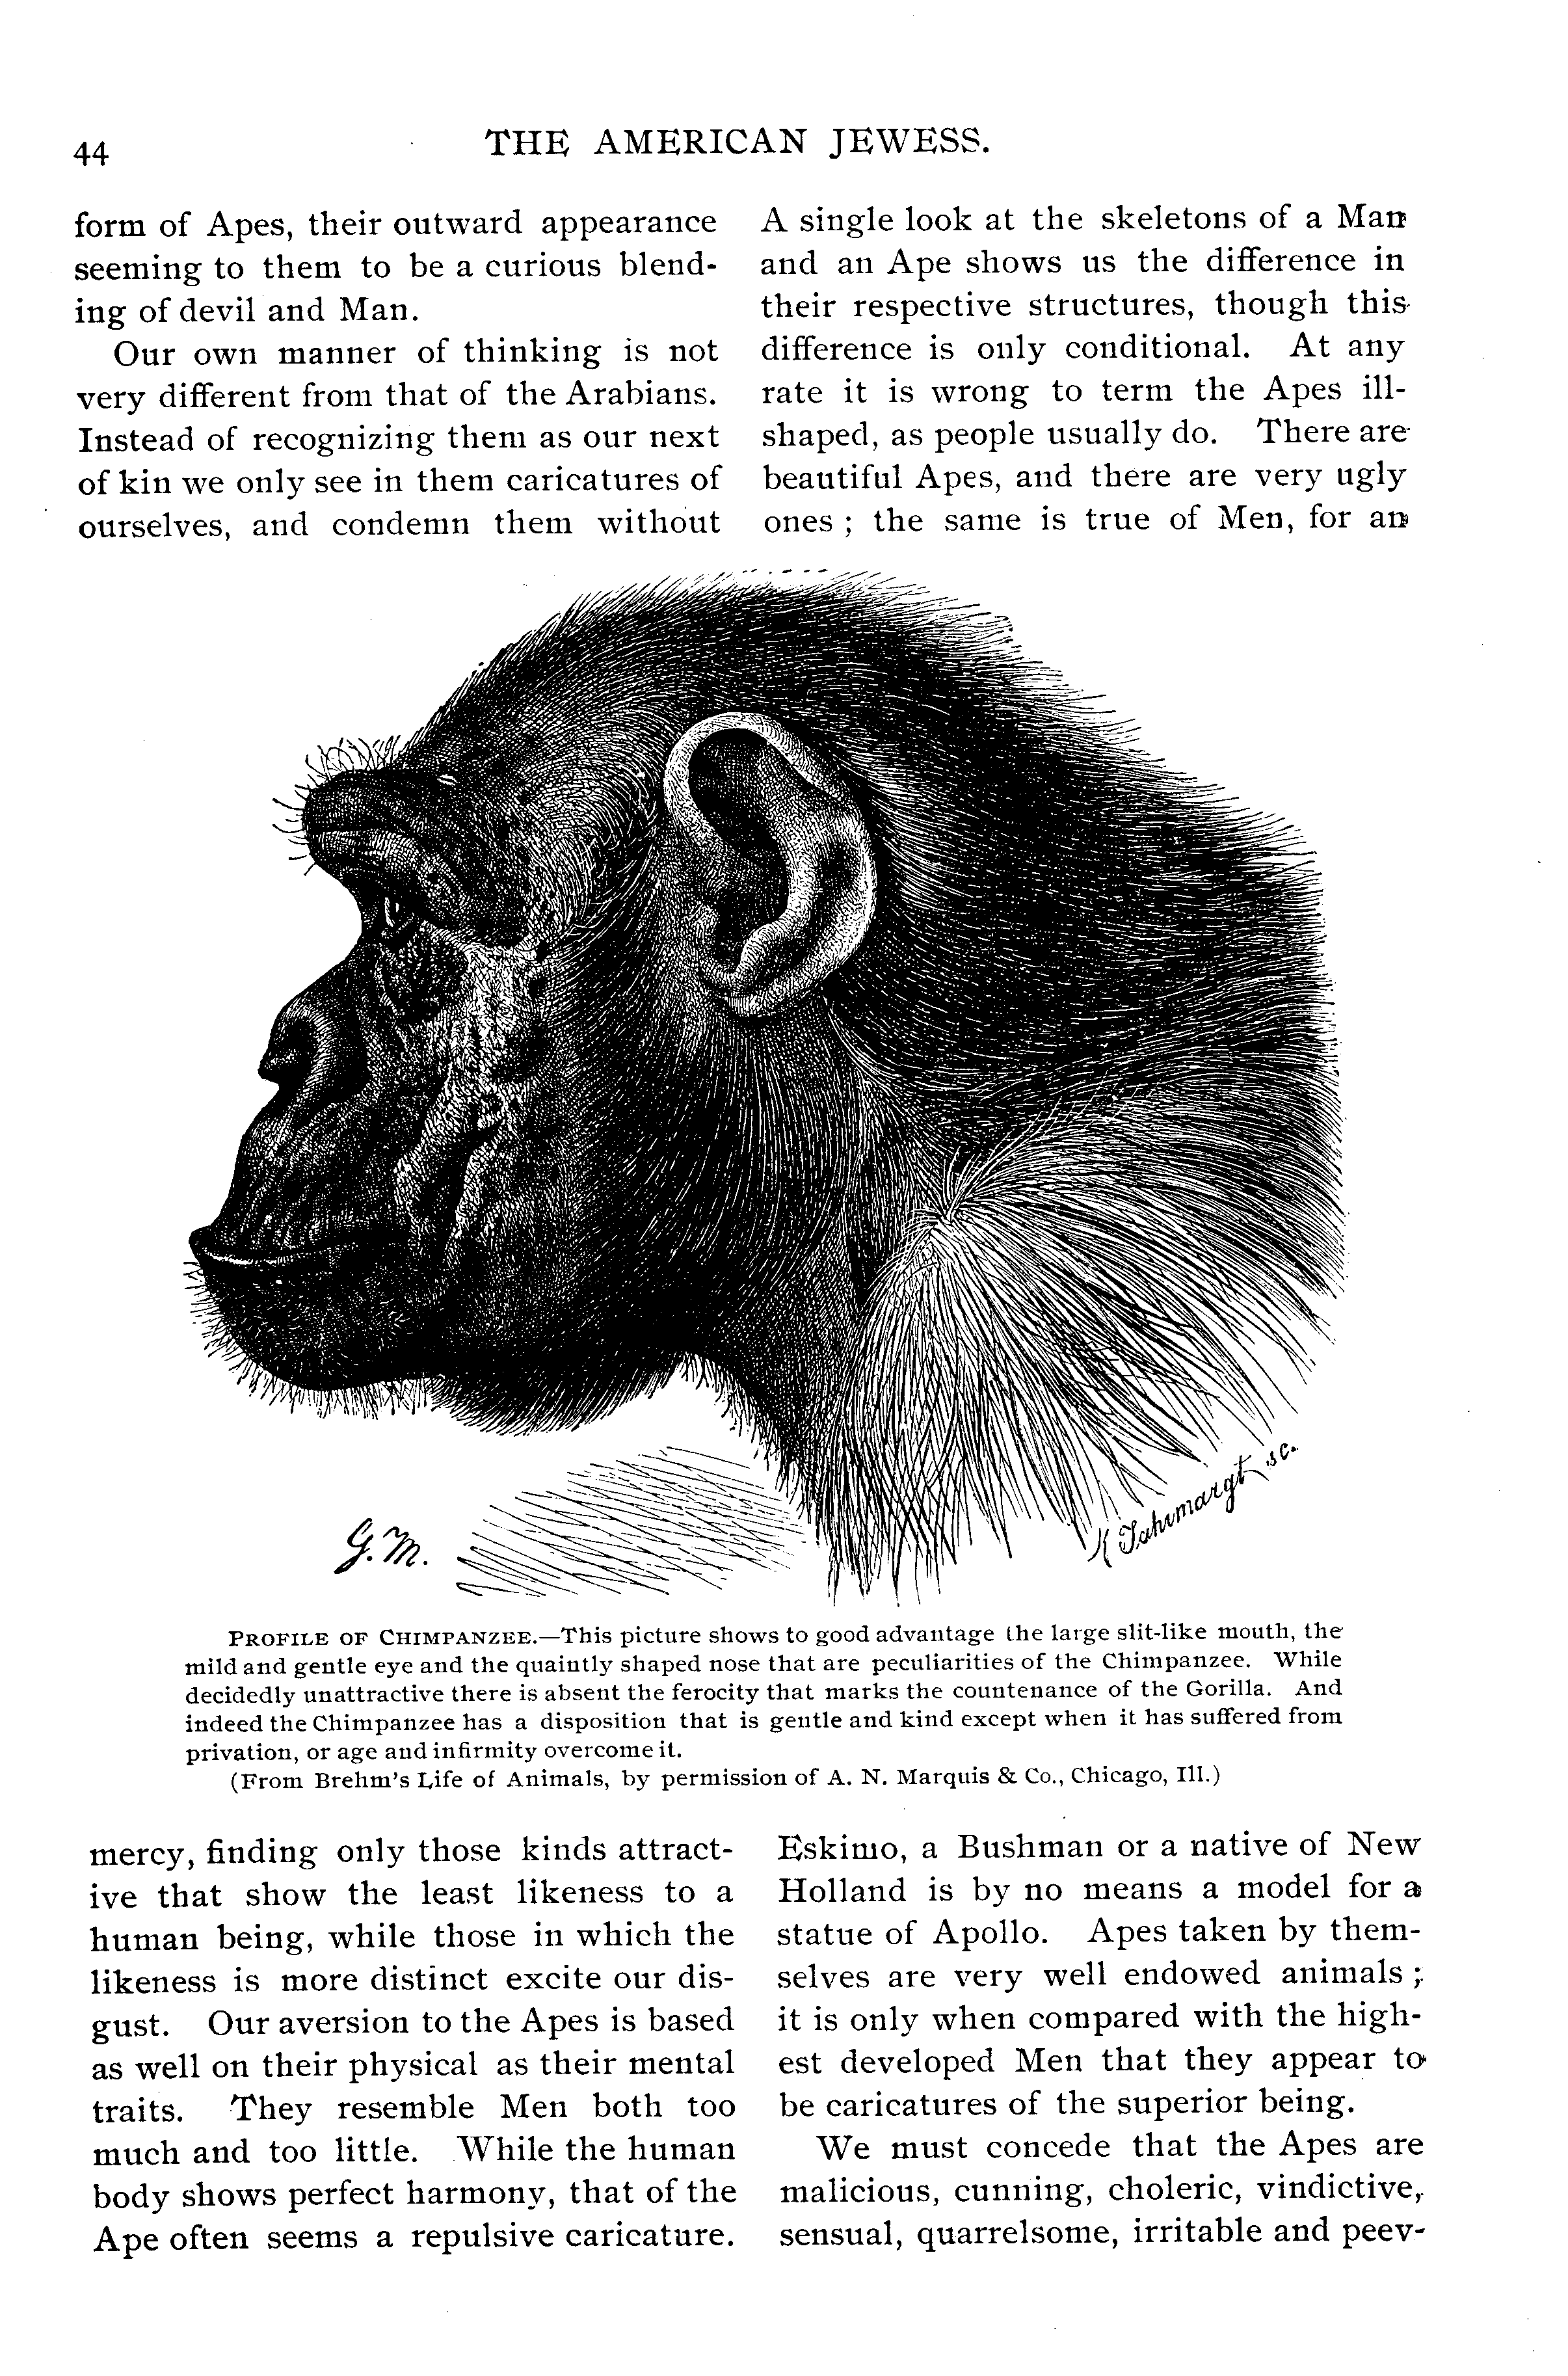 44
THE AMERICAN JEWESS.
form of Apes, their outward appearance
seeming to them to be a curious blend-
ing of devil and Man.
Our own manner of thinking is not
very different from that of the Arabians.
Instead of recognizing them as our next
of kin we only see in them caricatures of
ourselves, and condemn them without
A single look at the skeletons of a Man
and an Ape shows us the difference in
their respective structures, though this
difference is only conditional. At any
rate it is wrong to term the Apes ill-
shaped, as people usually do. There are
beautiful Apes, and there are very ugly
ones ; the same is true of Men, for an
G.M.
K Jahrmargt sc.
PROFILE OF CHIMPANZEE.—This picture shows to good advantage the large slit-like mouth, the
mild and gentle eye and the quaintly shaped nose that are peculiarities of the Chimpanzee. While
decidedly unattractive there is absent the ferocity that marks the countenance of the Gorilla. And
indeed the Chimpanzee has a disposition that is gentle and kind except when it has suffered from
privation, or age and infirmity overcome it.
(From Brehm's Life of Animals, by permission of A. N. Marquis & Co., Chicago, Ill.)
mercy, finding only those kinds attract-
ive that show the least likeness to a
human being, while those in which the
likeness is more distinct excite our dis-
gust. Our aversion to the Apes is based
as well on their physical as their mental
traits. They resemble Men both too
much and too little. While the human
body shows perfect harmony, that of the
Ape often seems a repulsive caricature.
Eskimo, a Bushman or a native of New
Holland is by no means a model for a
statue of Apollo. Apes taken by them-
selves are very well endowed animals ;
it is only when compared with the high-
est developed Men that they appear to
be caricatures of the superior being.
We must concede that the Apes are
malicious, cunning, choleric, vindictive,
sensual, quarrelsome, irritable and peev-